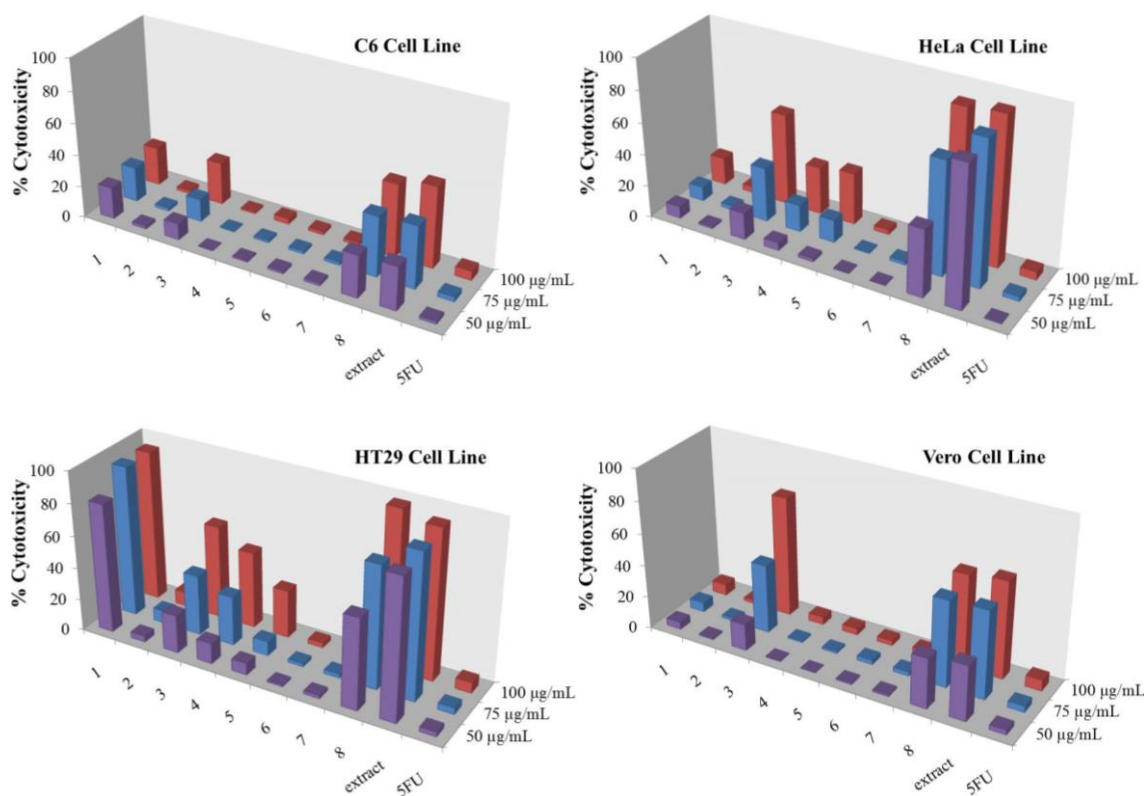 C6 Cell Line
% Cytotoxicity
100
80
60
40
20
0
1
2
3
4
5
6
7
8
extract
5FU
100 µg/mL
75 µg/mL
50 µg/mL
HeLa Cell Line
% Cytotoxicity
100
80
60
40
20
0
1
2
3
4
5
6
7
8
extract
5FU
100 µg/mL
75 µg/mL
50 µg/mL
HT29 Cell Line
% Cytotoxicity
100
80
60
40
20
0
1
2
3
4
5
6
7
8
extract
5FU
100 µg/mL
75 µg/mL
50 µg/mL
Vero Cell Line
% Cytotoxicity
100
80
60
40
20
0
1
2
3
4
5
6
7
8
extract
5FU
100 µg/mL
75 µg/mL
50 µg/mL